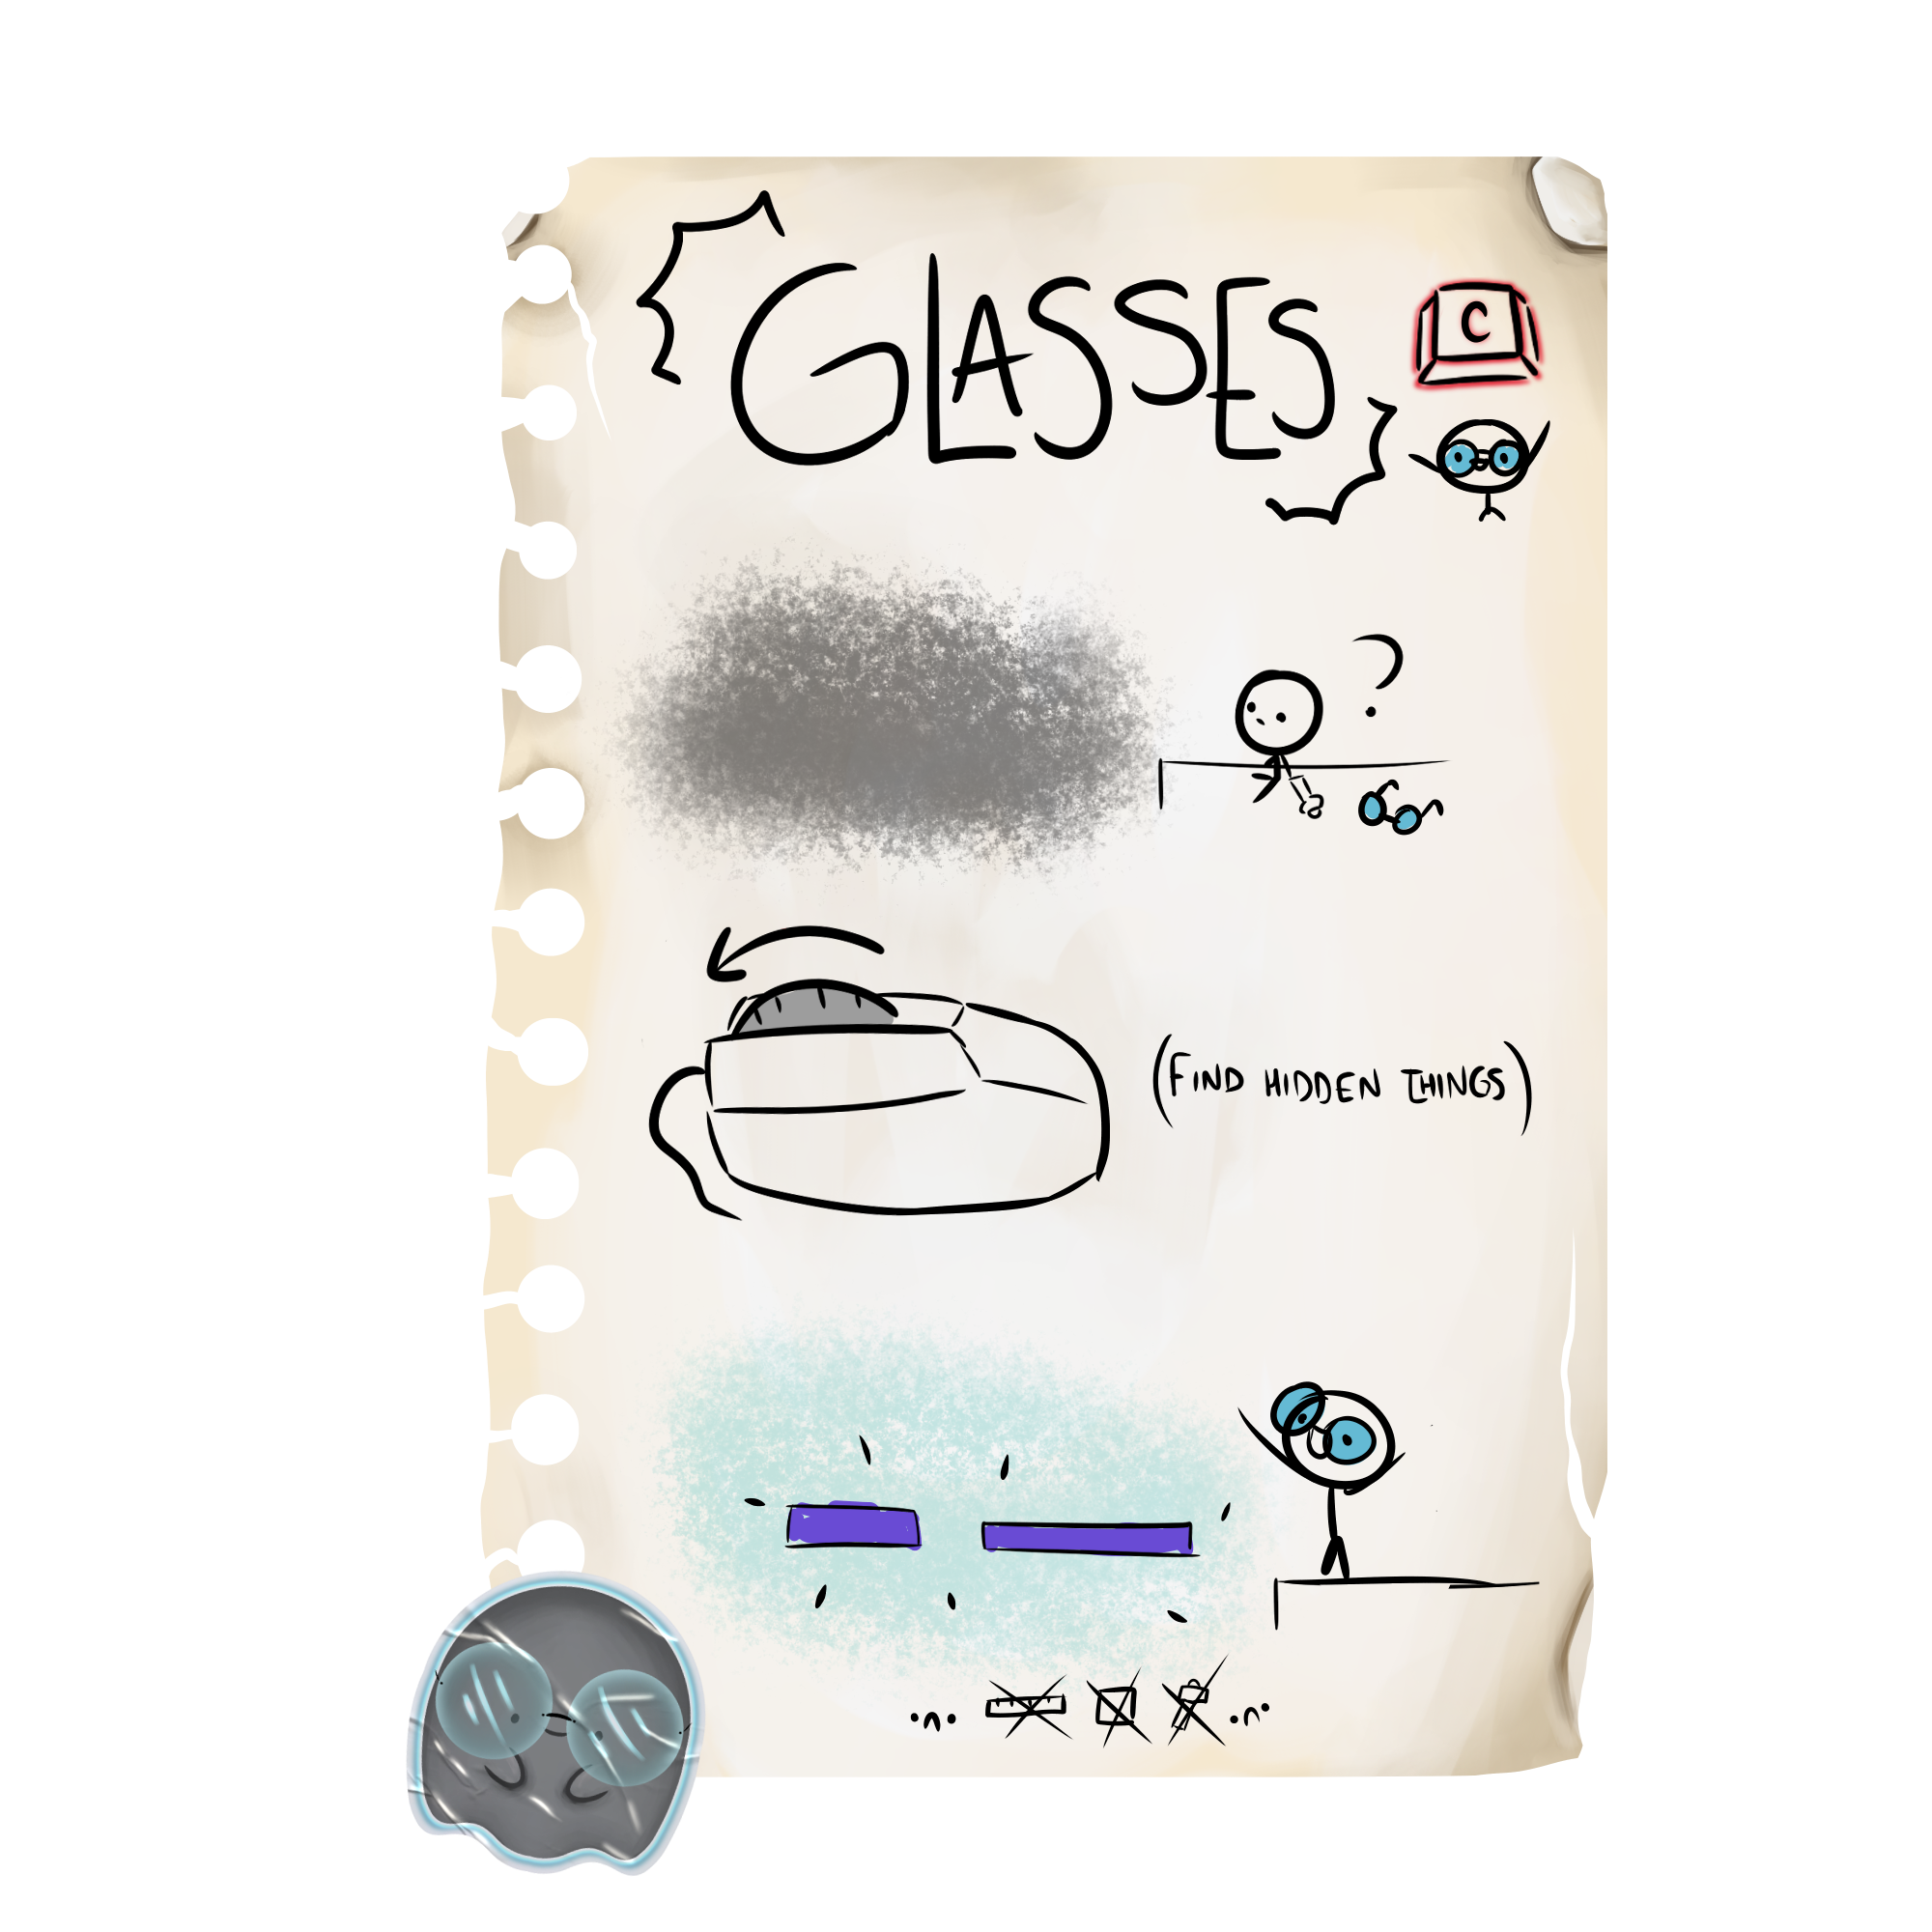 GLASSES
C
?
(FIND HIDDEN THINGS)